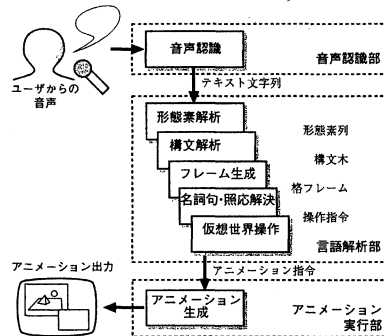 音声認識
音声認識部
ユーザからの
音声
テキスト文字列
形態素解析
形態素列
構文解析
構文木
フレーム生成
格フレーム
名詞句・照応解決
操作指令
仮想世界操作
言語解析部
アニメーション出力
アニメーション指令
アニメーション
生成
アニメーション
実行部